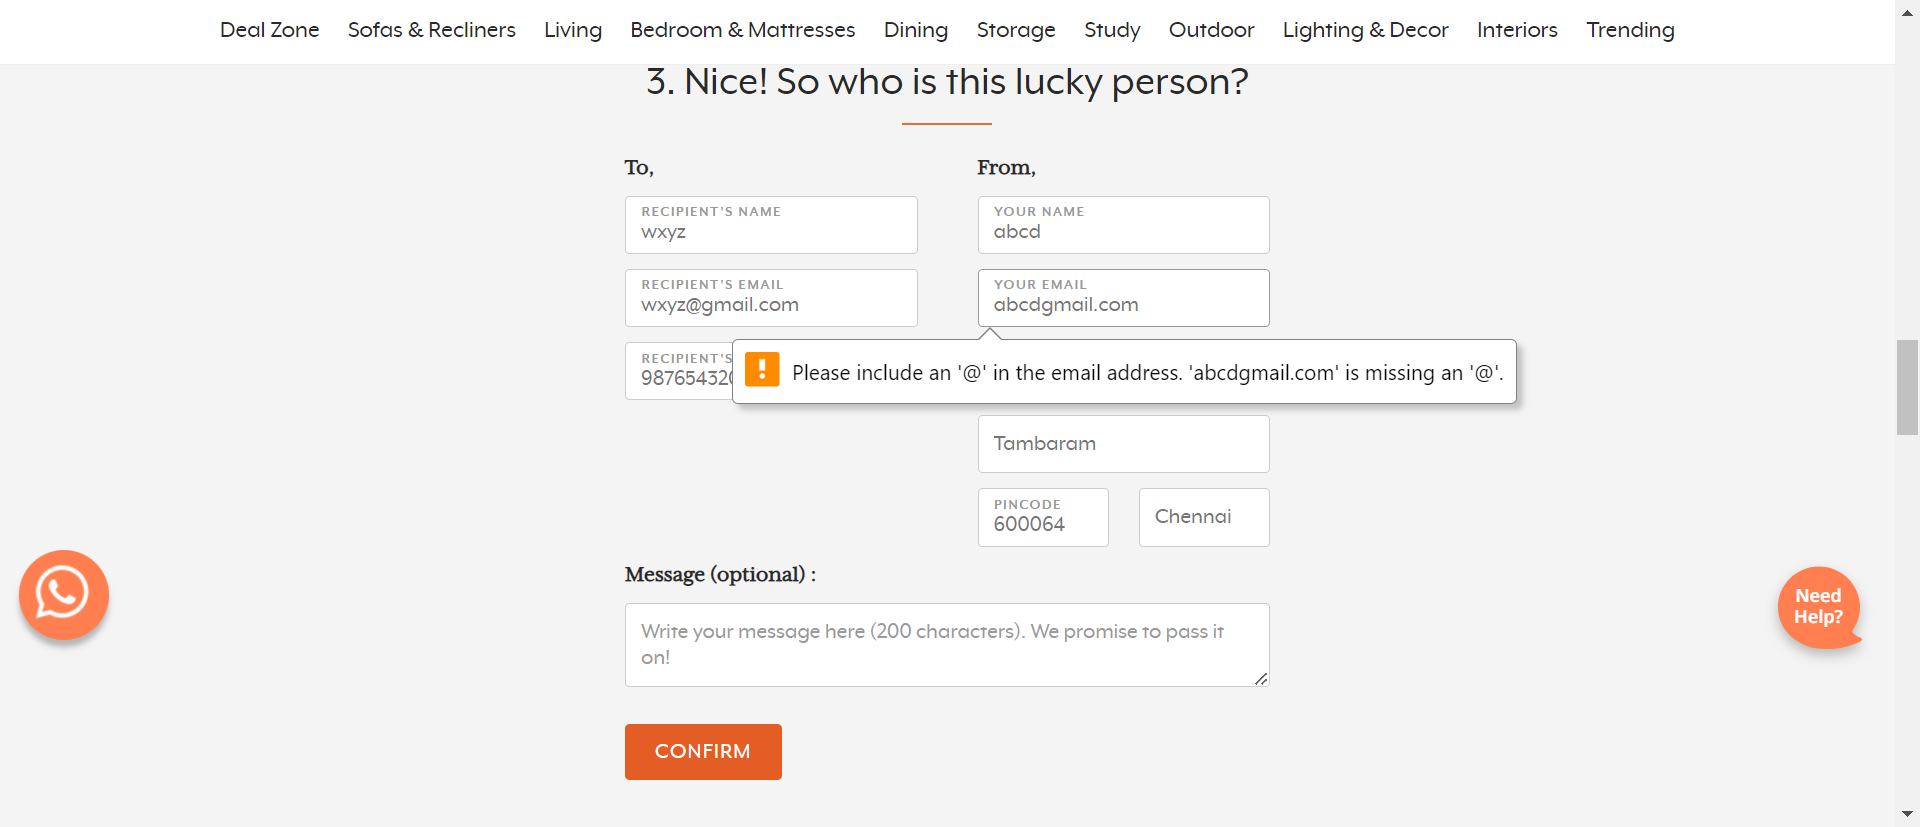 Deal Zone Sofas & Recliners Living Bedroom & Mattresses Dining Storage Study Outdoor Lighting & Decor Interiors Trending
3. Nice! So who is this lucky person?
To,
RECIPIENT'S NAME
wxyz
RECIPIENT'S EMAIL
wxyz@gmail.com
RECIPIENT'S
987654320
From,
YOUR NAME
abcd
YOUR EMAIL
abcdgmail.com
Please include an '@' in the email address. 'abcdgmail.com' is missing an '@'.
Tambaram
PINCODE
600064
Chennai
Message (optional) :
Write your message here (200 characters). We promise to pass it
on!
CONFIRM
Need
Help?